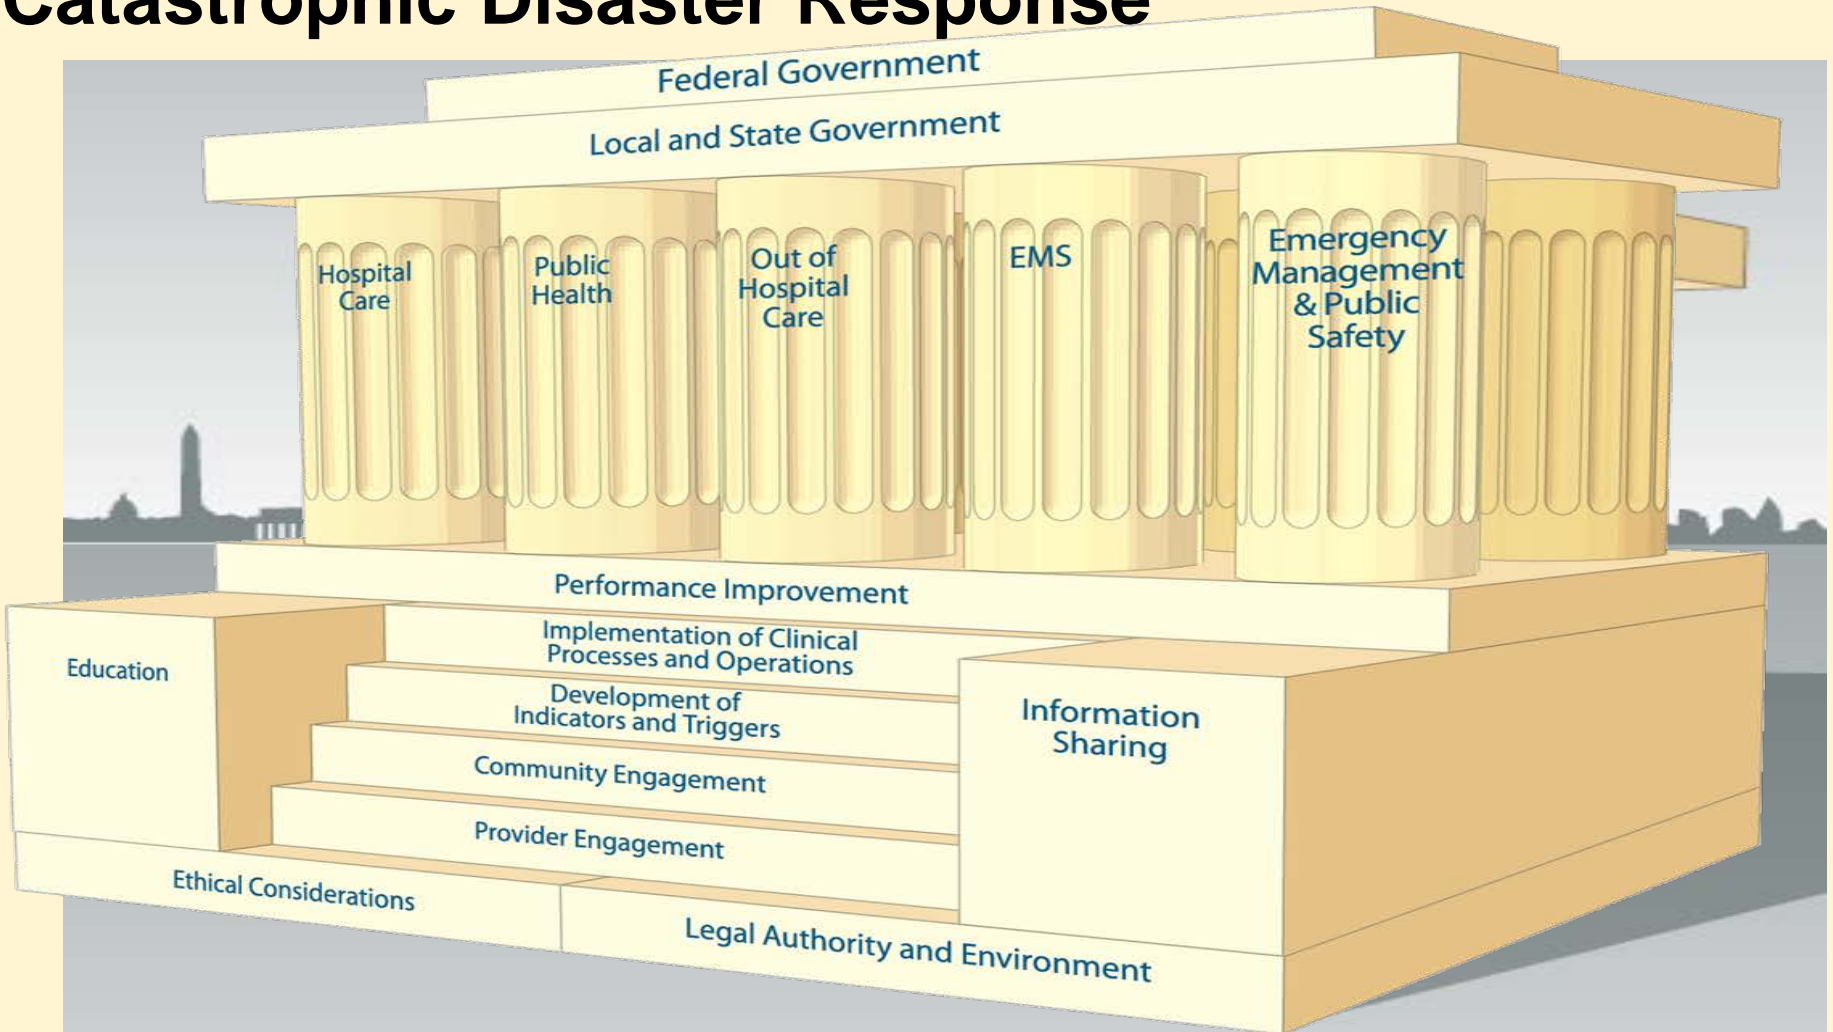 Catastrophic Disaster Response
Federal Government
Local and State Government
Hospital
Care
Public
Health
Out of
Hospital
Care
EMS
Emergency
Management
& Public
Safety
Performance Improvement
Implementation of Clinical
Processes and Operations
Development of
Indicators and Triggers
Community Engagement
Provider Engagement
Education
Information
Sharing
Ethical Considerations
Legal Authority and Environment